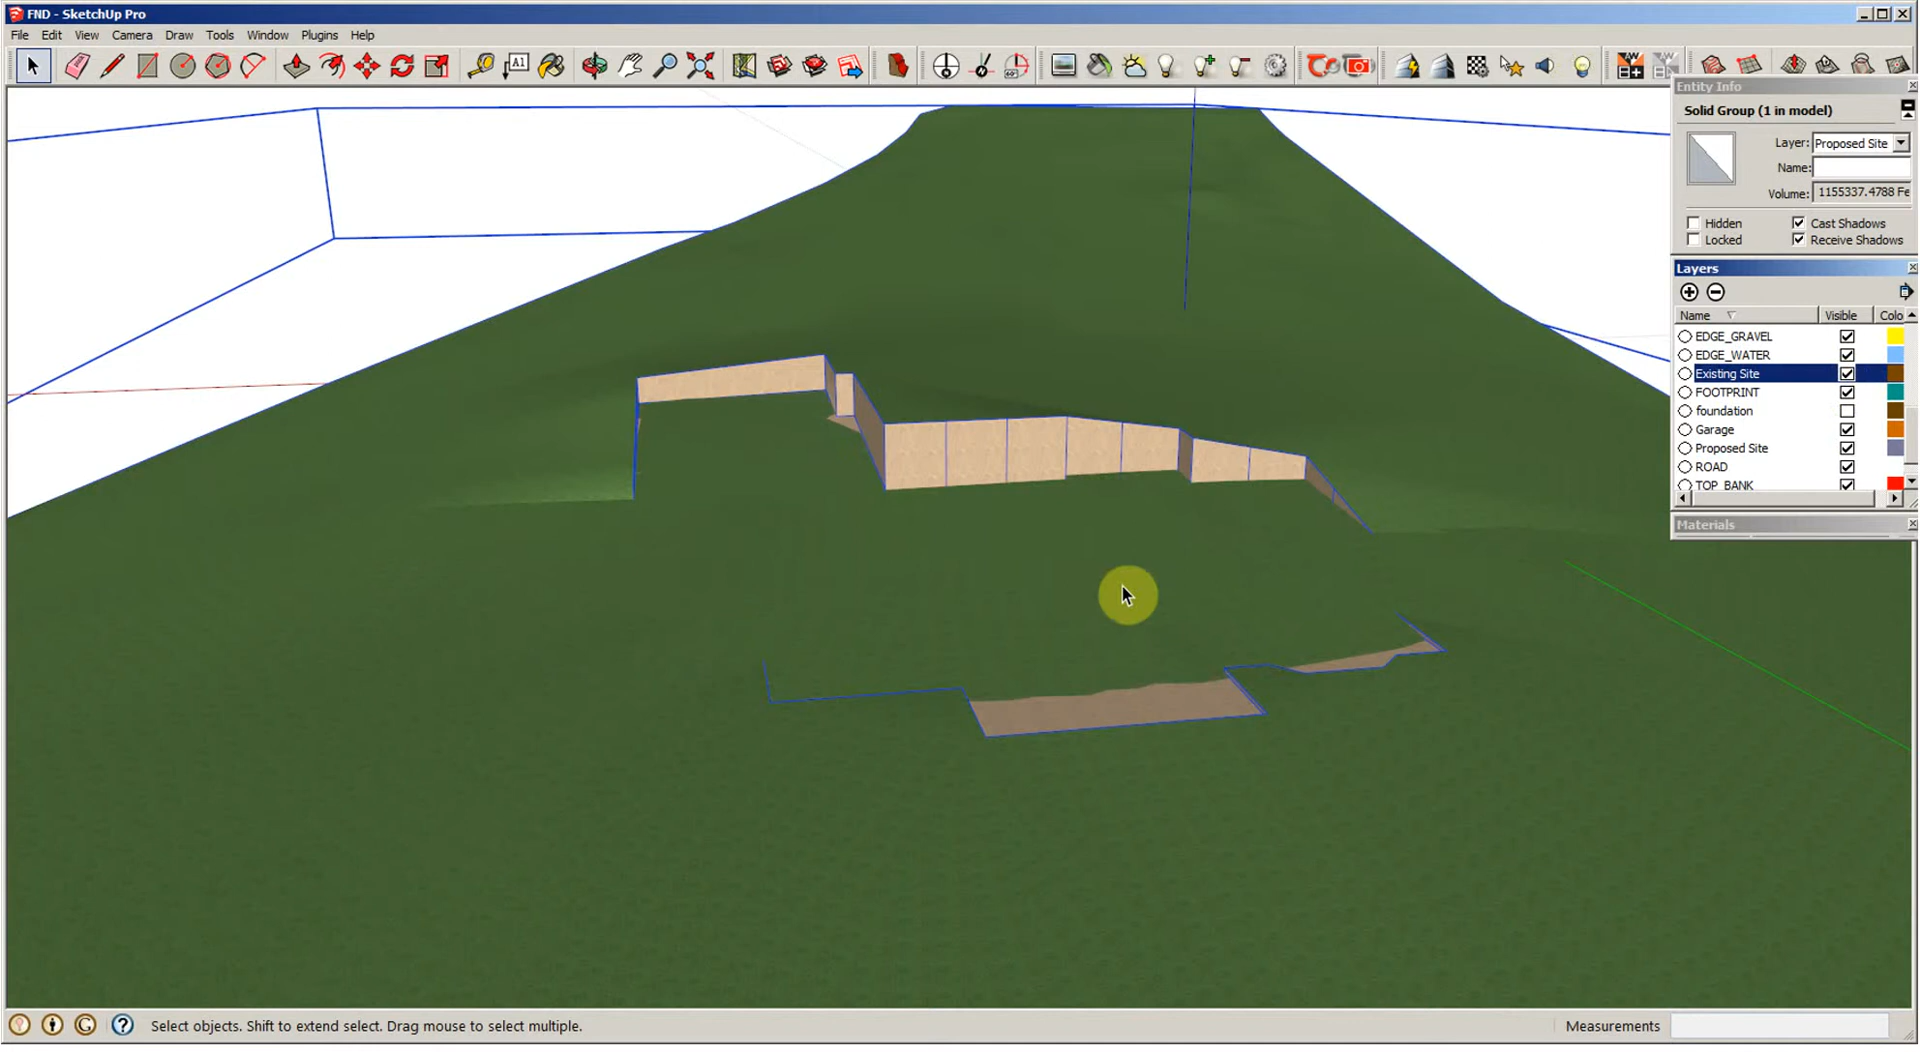 FND - SketchUp Pro
File Edit View Camera Draw Tools Window Plugins Help
A1
Entity Info
Solid Group (1 in model)
Layer: Proposed Site
Name:
Volume: 1155337.4788 Fe
Hidden Cast Shadows
Locked Receive Shadows
Layers
Name Visible Colo
EDGE_GRAVEL
EDGE_WATER
Existing Site
FOOTPRINT
foundation
Garage
Proposed Site
ROAD
TOP_BANK
Materials
Select objects. Shift to extend select. Drag mouse to select multiple.
Measurements